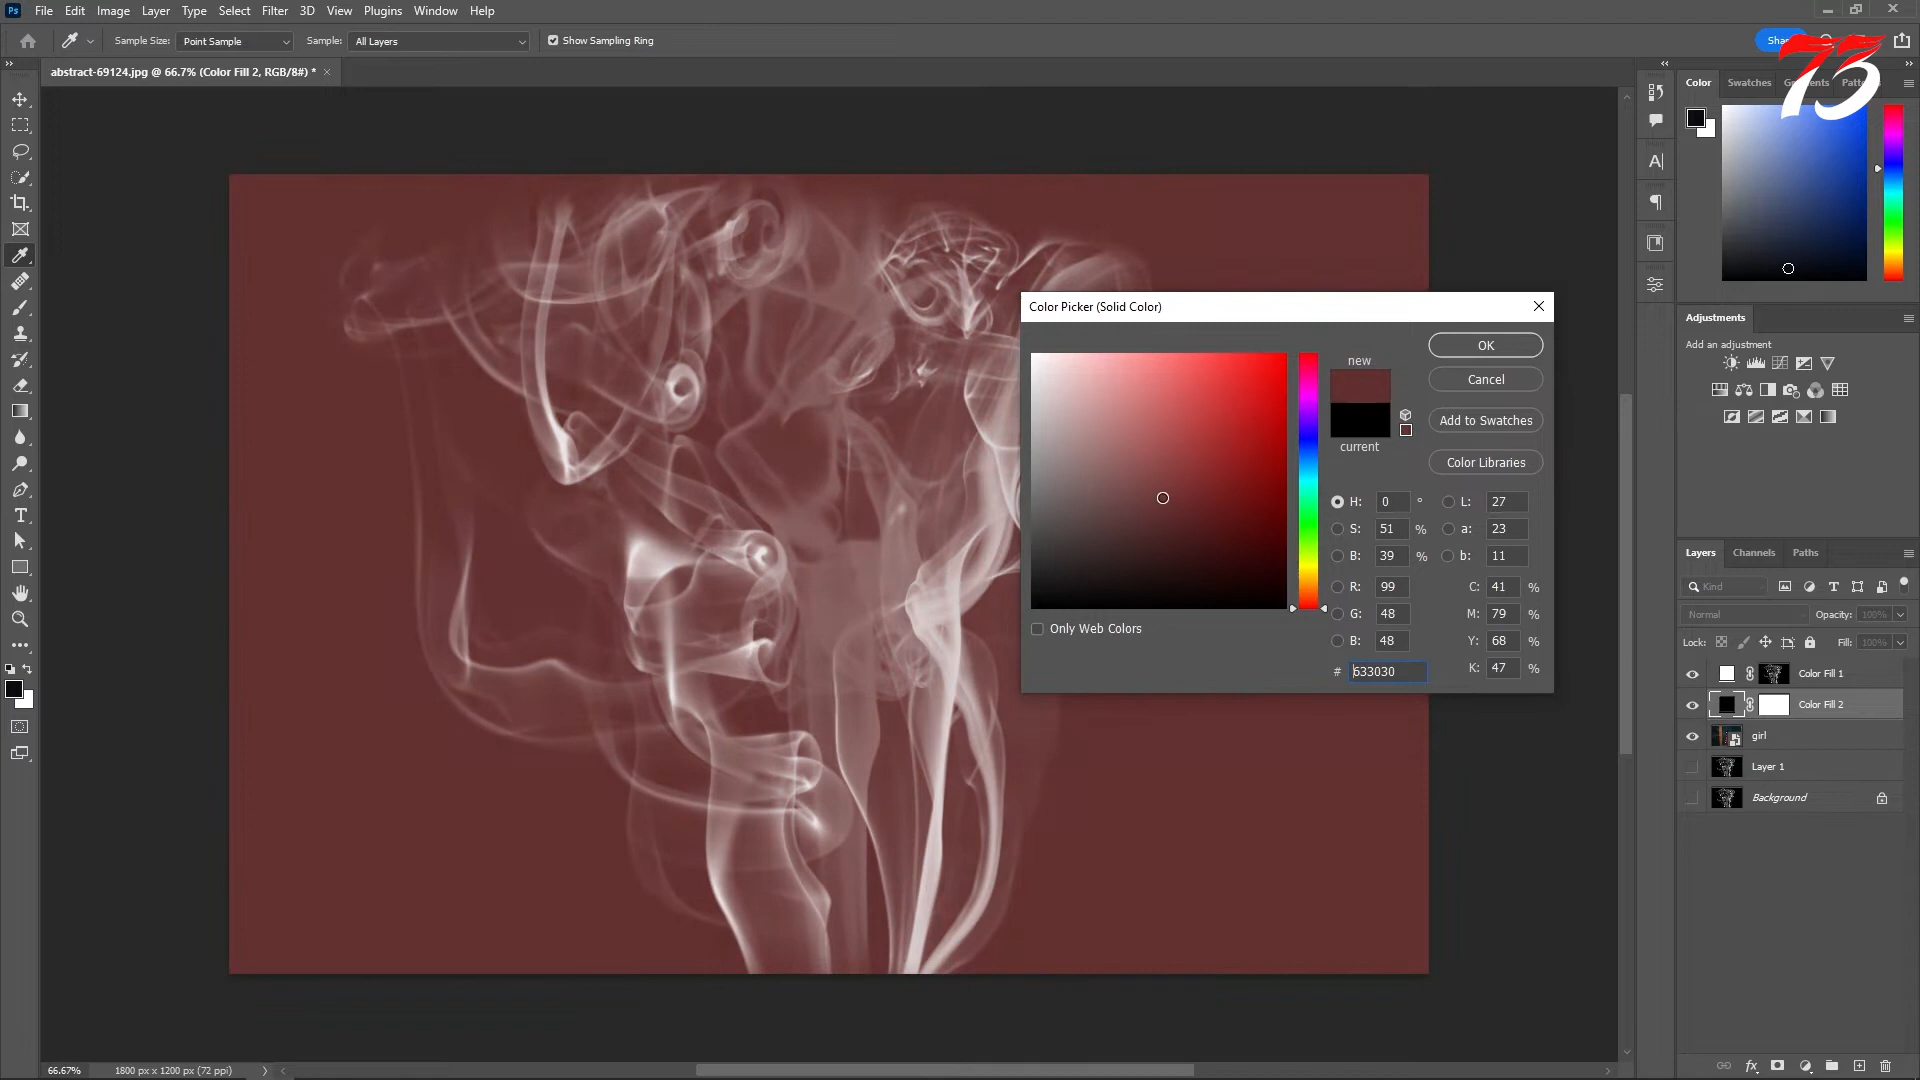 Ps File Edit Image Layer Type Select Filter 3D View Plugins Window Help
Sample Size: Point Sample Sample: All Layers Show Sampling Ring
abstract-69124.jpg @ 66.7% (Color Fill 2, RGB/8#) * ×
73
Color Swatches
Color Picker (Solid Color)
new
current
OK
Cancel
Add to Swatches
Color Libraries
H: 0 ° L: 27
S: 51 % a: 23
B: 39 % b: 11
R: 99 C: 41 %
G: 48 M: 79 %
B: 48 Y: 68 %
# 633030 K: 47 %
Only Web Colors
Adjustments
Add an adjustment
Layers Channels Paths
Kind
Normal Opacity: 100%
Lock: Fill: 100%
Color Fill 1
Color Fill 2
girl
Layer 1
Background
66.67% 1800 px x 1200 px (72 ppi)